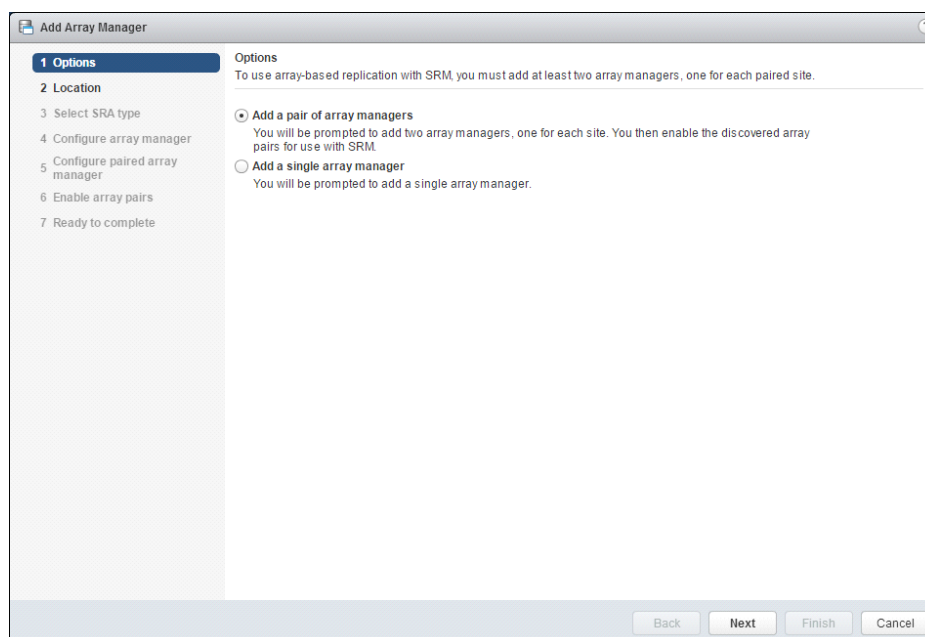 Add Array Manager
1 Options
2 Location
3 Select SRA type
4 Configure array manager
5 Configure paired array
manager
6 Enable array pairs
7 Ready to complete
Options
To use array-based replication with SRM, you must add at least two array managers, one for each paired site.
Add a pair of array managers
You will be prompted to add two array managers, one for each site. You then enable the discovered array
pairs for use with SRM.
Add a single array manager
You will be prompted to add a single array manager.
Back Next Finish Cancel